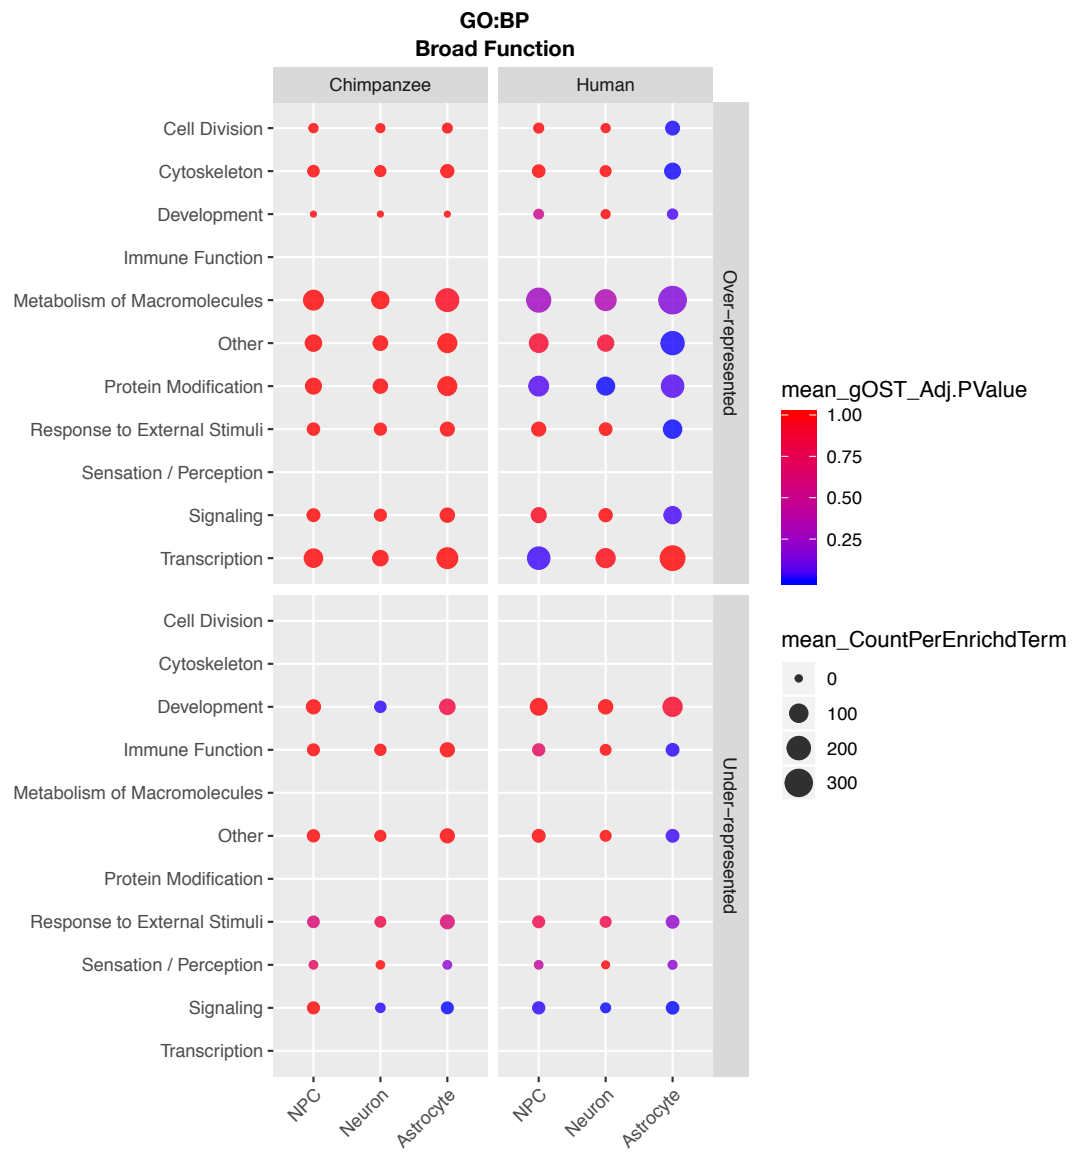 GO:BP
Broad Function
Chimpanzee
Human
Cell Division
Cytoskeleton
Development
Immune Function
Metabolism of Macromolecules
Other
Protein Modification
Response to External Stimuli
Sensation / Perception
Signaling
Transcription
Over−represented
Cell Division
Cytoskeleton
Development
Immune Function
Metabolism of Macromolecules
Other
Protein Modification
Response to External Stimuli
Sensation / Perception
Signaling
Transcription
Under−represented
NPC
Neuron
Astrocyte
NPC
Neuron
Astrocyte
mean_gOST_Adj.PValue
1.00
0.75
0.50
0.25
mean_CountPerEnrichdTerm
0
100
200
300